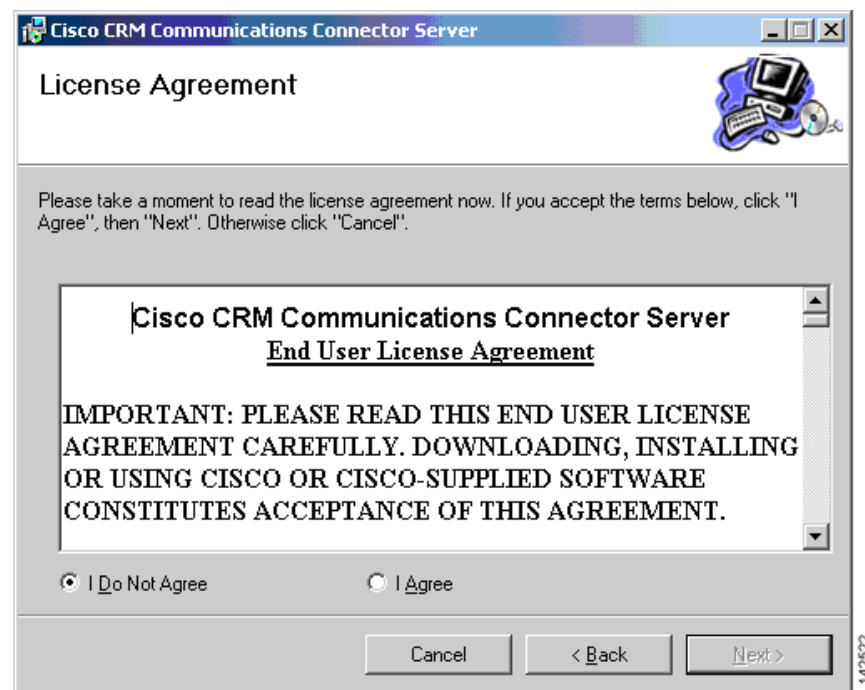 Cisco CRM Communications Connector Server
License Agreement
Please take a moment to read the license agreement now. If you accept the terms below, click "I
Agree", then "Next". Otherwise click "Cancel".
Cisco CRM Communications Connector Server
End User License Agreement
IMPORTANT: PLEASE READ THIS END USER LICENSE
AGREEMENT CAREFULLY. DOWNLOADING, INSTALLING
OR USING CISCO OR CISCO-SUPPLIED SOFTWARE
CONSTITUTES ACCEPTANCE OF THIS AGREEMENT.
I Do Not Agree
I Agree
Cancel
< Back
Next >